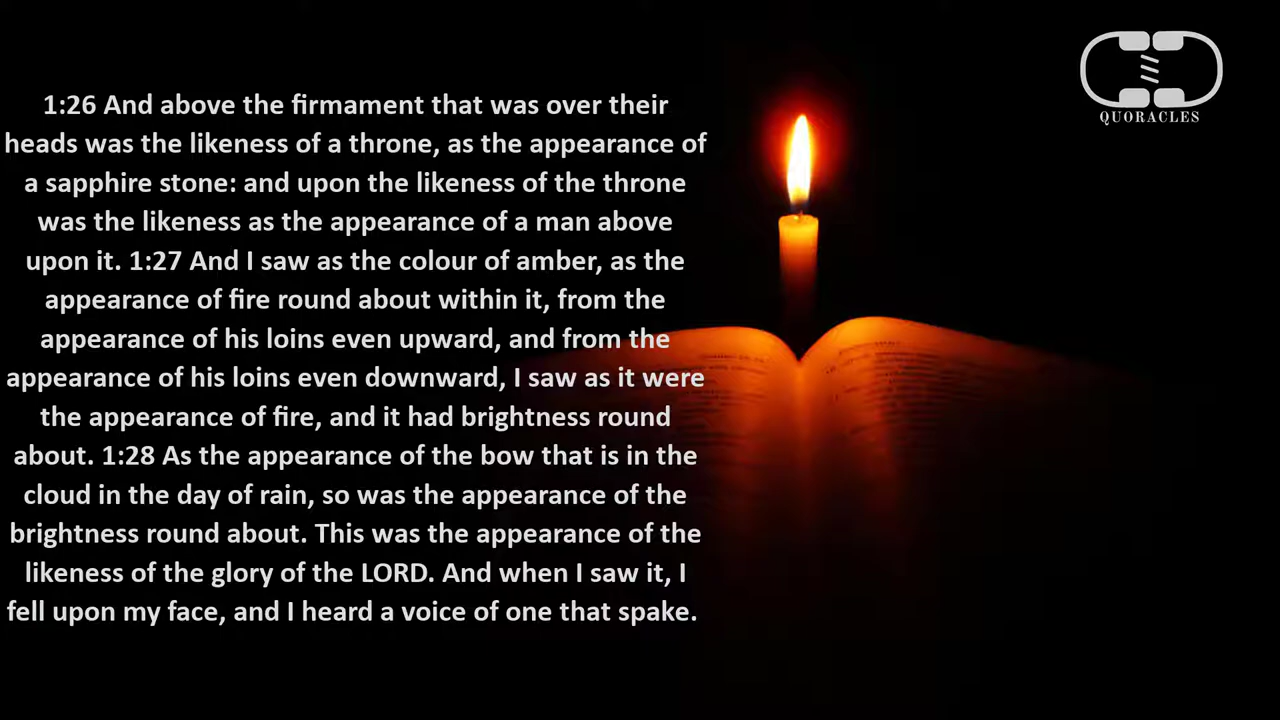 1:26 And above the firmament that was over their
heads was the likeness of a throne, as the appearance of
a sapphire stone: and upon the likeness of the throne
was the likeness as the appearance of a man above
upon it. 1:27 And I saw as the colour of amber, as the
appearance of fire round about within it, from the
appearance of his loins even upward, and from the
appearance of his loins even downward, I saw as it were
the appearance of fire, and it had brightness round
about. 1:28 As the appearance of the bow that is in the
cloud in the day of rain, so was the appearance of the
brightness round about. This was the appearance of the
likeness of the glory of the LORD. And when I saw it, I
fell upon my face, and I heard a voice of one that spake.
QUORACLES